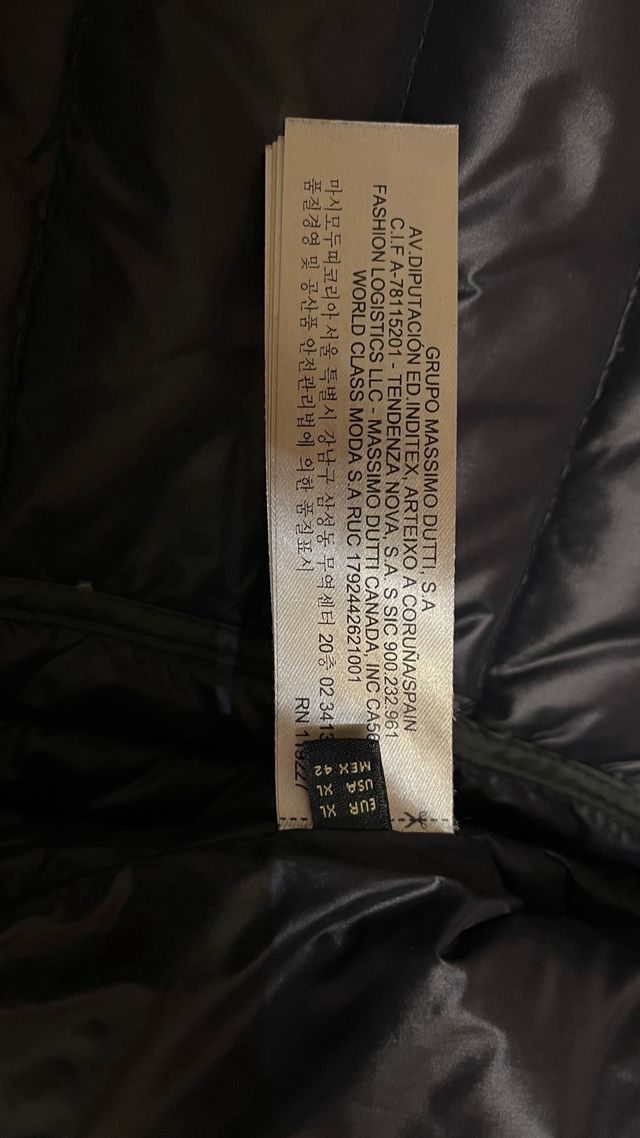 GRUPO MASSIMO DUTTI, S.A
AV.DIPUTACIÓN ED.INDITEX, ARTEIXO A CORUÑA/SPAIN
C.I.F A-78115201 - TENDENZA NOVA, S.A. S SIC 900.232.961
FASHION LOGISTICS LLC - MASSIMO DUTTI CANADA, INC CA56
WORLD CLASS MODA S.A RUC 1792442621001
마시모두띠코리아 서울 특별시 강남구 삼성동 무역센터 20층 02 3413
품질경영 및 공산품 안전관리법에 의한 품질표시
RN 119227
EUR XL
USA XL
MEX 42